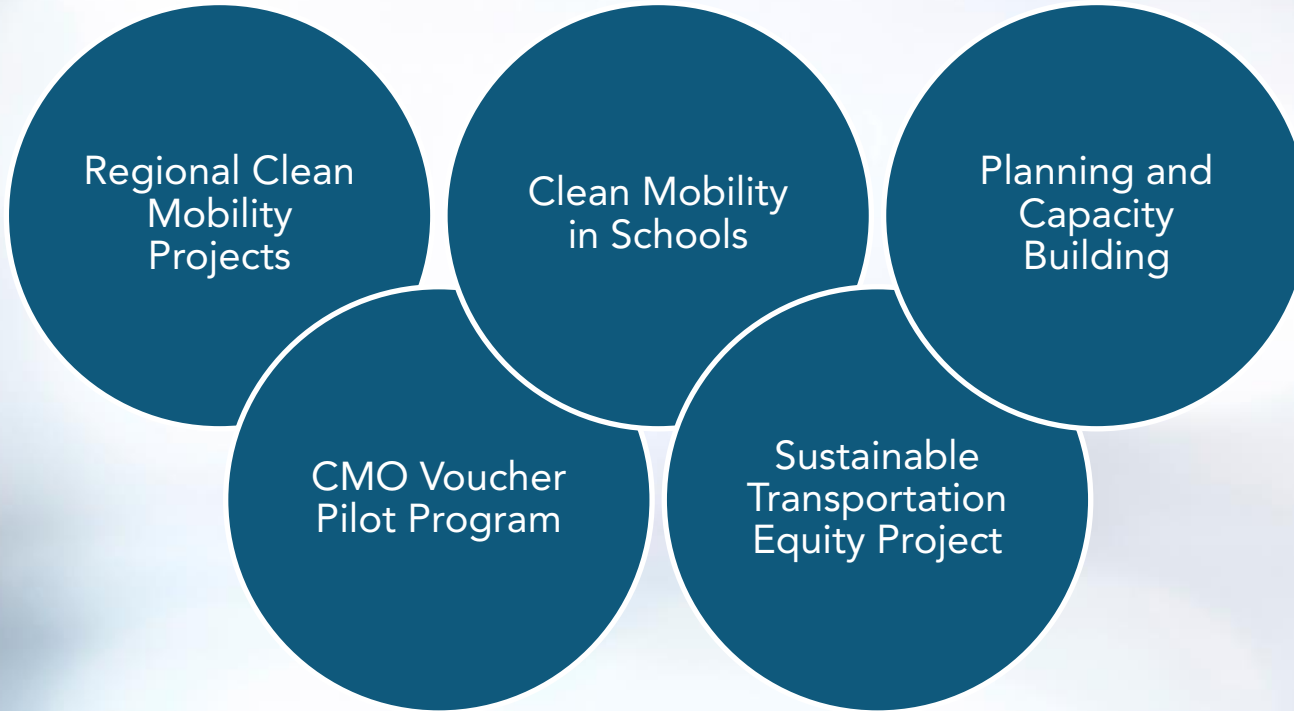 Regional Clean
Mobility
Projects
Clean Mobility
in Schools
Planning and
Capacity
Building
CMO Voucher
Pilot Program
Sustainable
Transportation
Equity Project